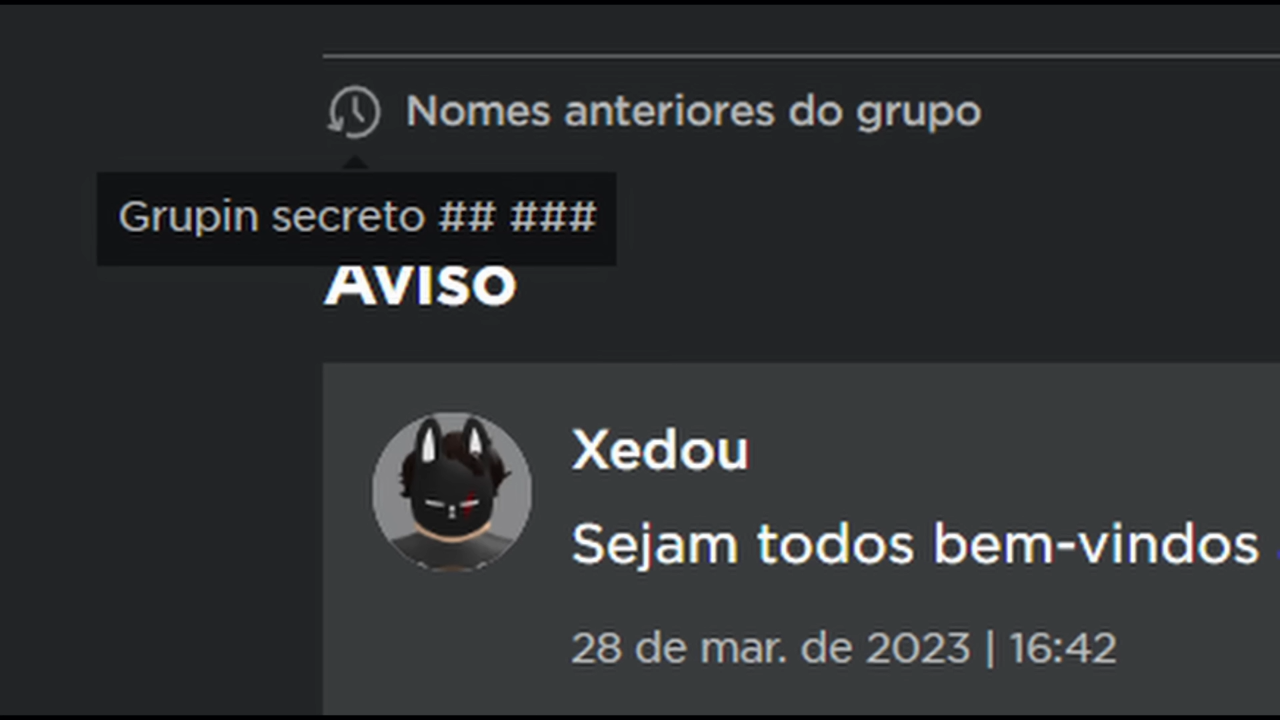 Nomes anteriores do grupo
Grupin secreto ## ###
Aviso
Xedou
Sejam todos bem-vindos
28 de mar. de 2023 | 16:42